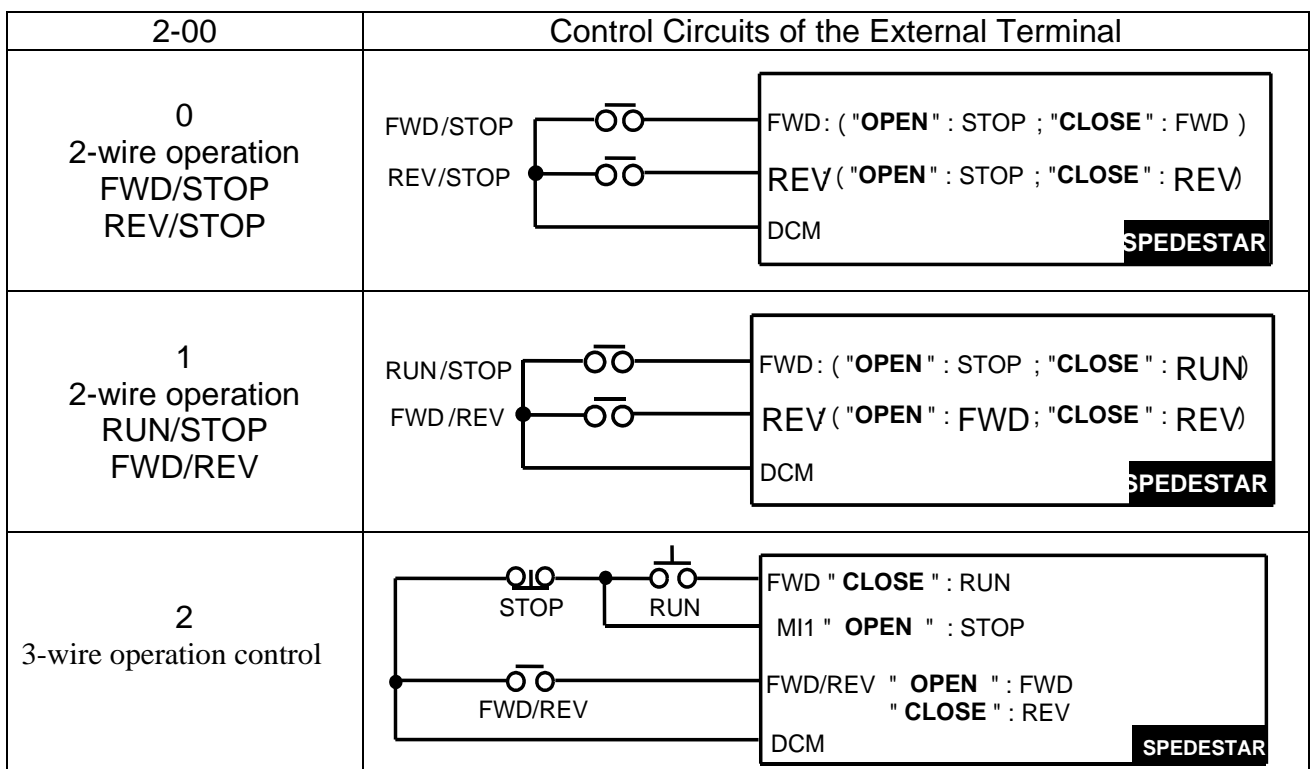 2-00
Control Circuits of the External Terminal
0
2-wire operation
FWD/STOP
REV/STOP
FWD/STOP
FWD: ( "OPEN" : STOP ; "CLOSE" : FWD )
REV/STOP
REV: ( "OPEN" : STOP ; "CLOSE" : REV)
DCM
SPEDESTAR
1
2-wire operation
RUN/STOP
FWD/REV
RUN/STOP
FWD: ( "OPEN" : STOP ; "CLOSE" : RUN)
FWD/REV
REV: ( "OPEN" : FWD ; "CLOSE" : REV)
DCM
SPEDESTAR
2
3-wire operation control
STOP
RUN
FWD " CLOSE " : RUN
MI1 " OPEN " : STOP
FWD/REV
FWD/REV " OPEN " : FWD
" CLOSE " : REV
DCM
SPEDESTAR